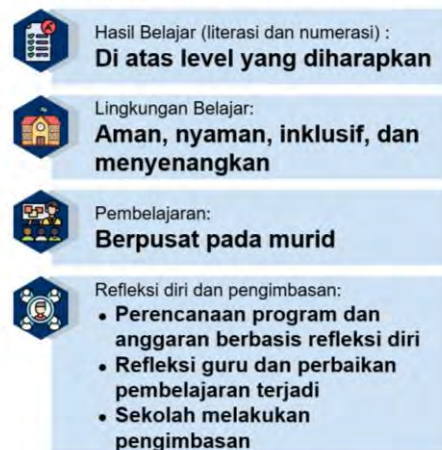 Hasil Belajar (literasi dan numerasi) :
Di atas level yang diharapkan
Lingkungan Belajar:
Aman, nyaman, inklusif, dan
menyenangkan
Pembelajaran:
Berpusat pada murid
Refleksi diri dan pengimbasan:
• Perencanaan program dan
anggaran berbasis refleksi diri
• Refleksi guru dan perbaikan
pembelajaran terjadi
• Sekolah melakukan
pengimbasan